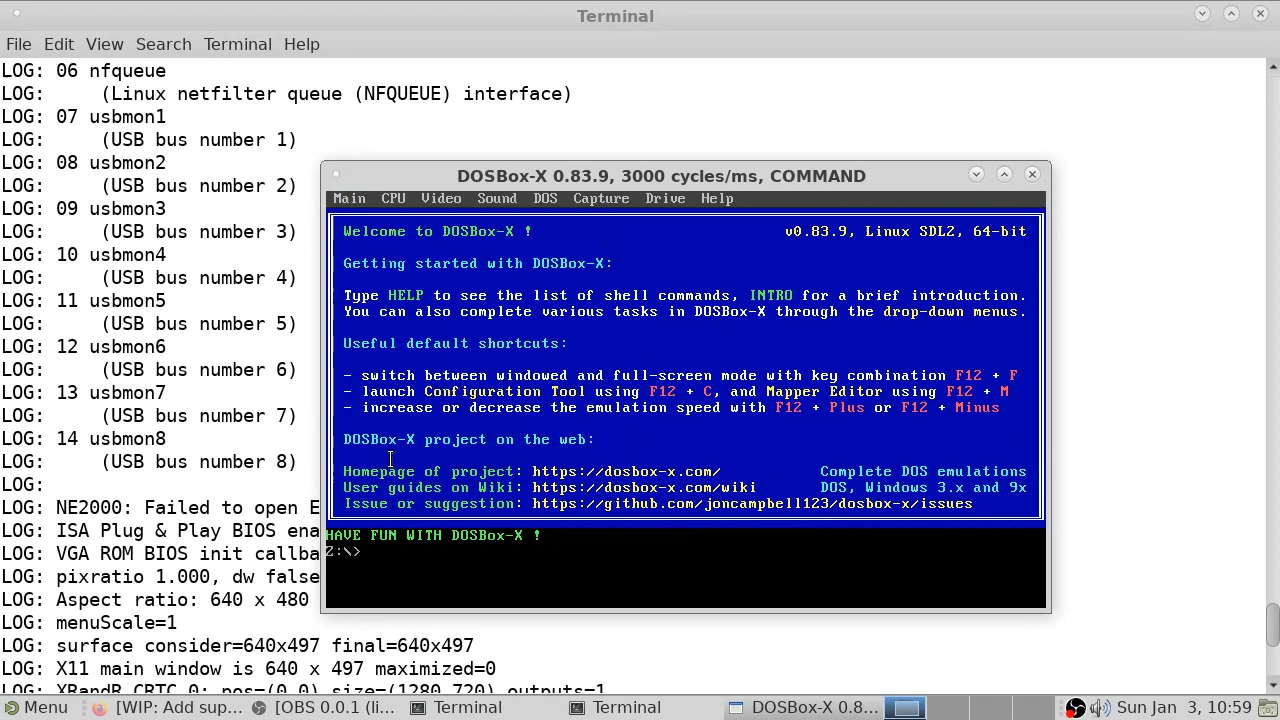 Terminal
File Edit View Search Terminal Help
LOG: 06 nfqueue
LOG:     (Linux netfilter queue (NFQUEUE) interface)
LOG: 07 usbmon1
LOG:     (USB bus number 1)
LOG: 08 usbmon2
LOG:     (USB bus number 2)
LOG: 09 usbmon3
LOG:     (USB bus number 3)
LOG: 10 usbmon4
LOG:     (USB bus number 4)
LOG: 11 usbmon5
LOG:     (USB bus number 5)
LOG: 12 usbmon6
LOG:     (USB bus number 6)
LOG: 13 usbmon7
LOG:     (USB bus number 7)
LOG: 14 usbmon8
LOG:     (USB bus number 8)
LOG:
LOG: NE2000: Failed to open E
LOG: ISA Plug & Play BIOS ena
LOG: VGA ROM BIOS init callba
LOG: pixratio 1.000, dw false
LOG: Aspect ratio: 640 x 480
LOG: menuScale=1
LOG: surface consider=640x497 final=640x497
LOG: X11 main window is 640 x 497 maximized=0
LOG: XRandR CRTC 0: pos=(0,0) size=(1280,720) outputs=1
DOSBox-X 0.83.9, 3000 cycles/ms, COMMAND
Main CPU Video Sound DOS Capture Drive Help
Welcome to DOSBox-X ! v0.83.9, Linux SDL2, 64-bit
Getting started with DOSBox-X:
Type HELP to see the list of shell commands, INTRO for a brief introduction.
You can also complete various tasks in DOSBox-X through the drop-down menus.
Useful default shortcuts:
- switch between windowed and full-screen mode with key combination F12 + F
- launch Configuration Tool using F12 + C, and Mapper Editor using F12 + M
- increase or decrease the emulation speed with F12 + Plus or F12 + Minus
DOSBox-X project on the web:
Homepage of project: https://dosbox-x.com/ Complete DOS emulations
User guides on Wiki: https://dosbox-x.com/wiki DOS, Windows 3.x and 9x
Issue or suggestion: https://github.com/joncampbell123/dosbox-x/issues
HAVE FUN WITH DOSBox-X !
Z:\>
Menu [WIP: Add sup... [OBS 0.0.1 (li... Terminal Terminal DOSBox-X 0.8... Sun Jan 3, 10:59